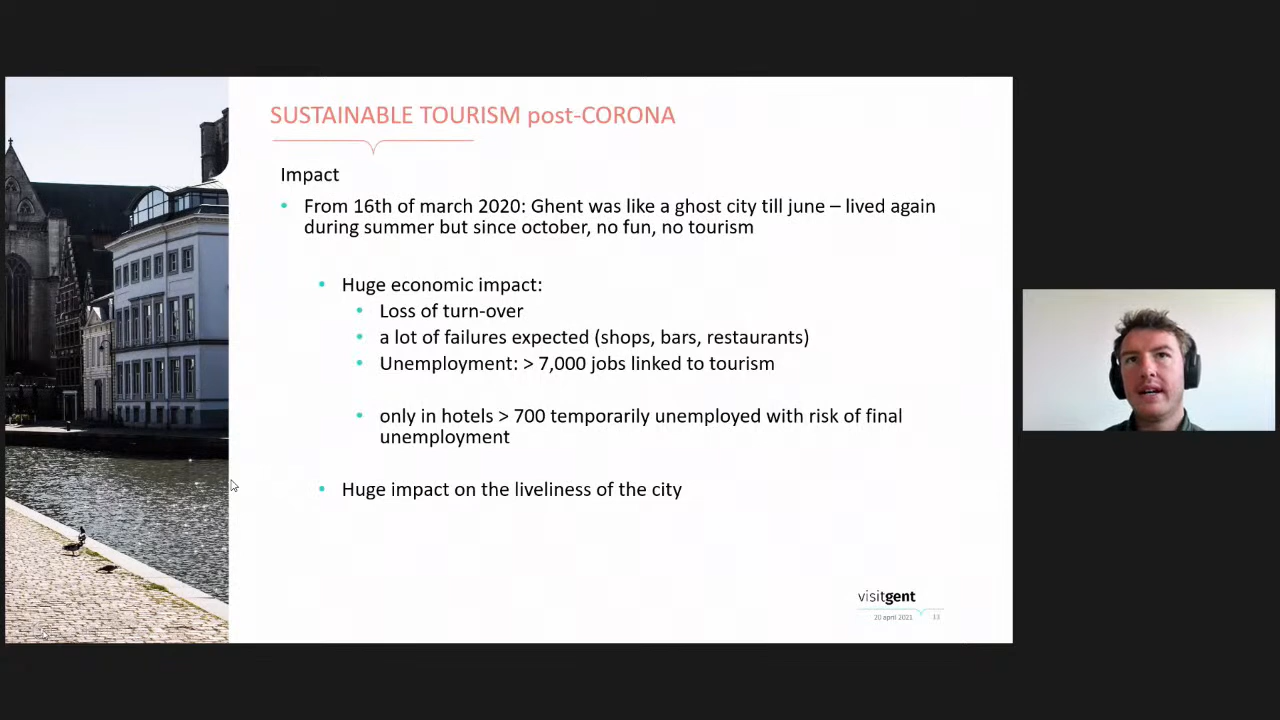 SUSTAINABLE TOURISM post-CORONA
Impact
• From 16th of march 2020: Ghent was like a ghost city till june – lived again
during summer but since october, no fun, no tourism
• Huge economic impact:
• Loss of turn-over
• a lot of failures expected (shops, bars, restaurants)
• Unemployment: > 7,000 jobs linked to tourism
• only in hotels > 700 temporarily unemployed with risk of final
unemployment
• Huge impact on the liveliness of the city
visitgent
20 april 2021